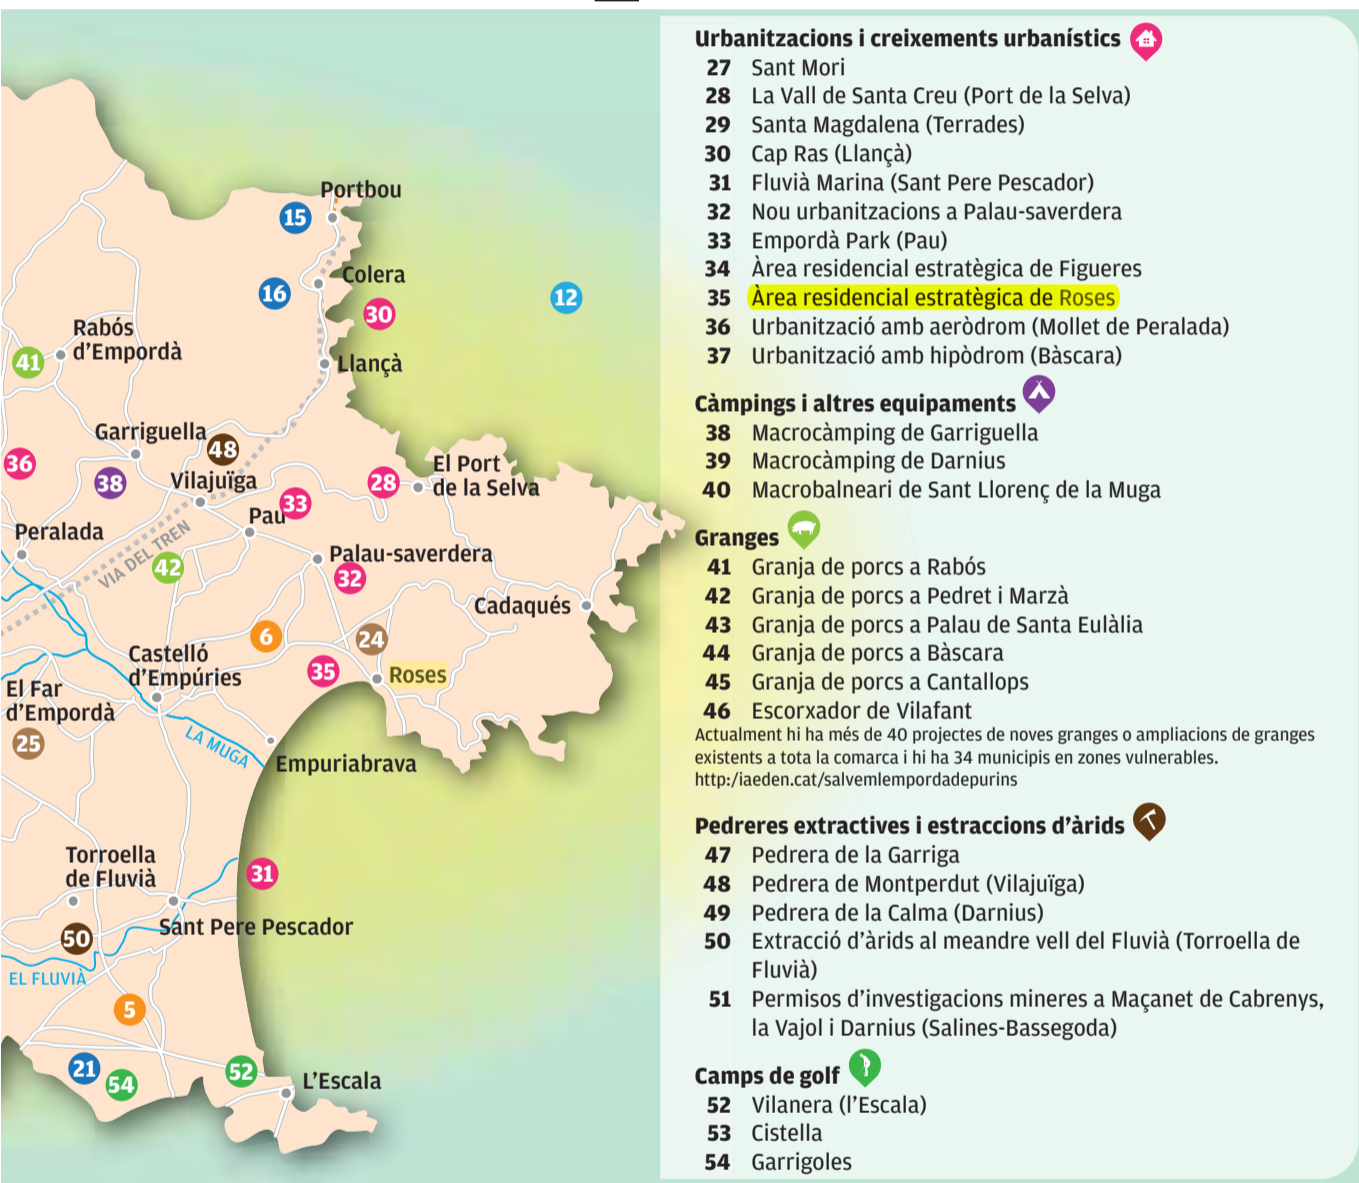 Portbou
15
Colera
16
30
12
Rabós
d'Empordà
41
Llançà
Garriguella
48
36
38
Vilajuïga
28
El Port
de la Selva
33
Pau
Peralada
VIA DEL TREN
42
Palau-saverdera
32
Cadaqués
6
24
Castelló
d'Empúries
35
Roses
El Far
d'Empordà
25
LA MUGA
Empuriabrava
Torroella
de Fluvià
31
50
Sant Pere Pescador
EL FLUVIÀ
5
21
54
52
L'Escala
Urbanitzacions i creixements urbanístics
27 Sant Mori
28 La Vall de Santa Creu (Port de la Selva)
29 Santa Magdalena (Terrades)
30 Cap Ras (Llançà)
31 Fluvià Marina (Sant Pere Pescador)
32 Nou urbanitzacions a Palau-saverdera
33 Empordà Park (Pau)
34 Àrea residencial estratègica de Figueres
35 Àrea residencial estratègica de Roses
36 Urbanització amb aeròdrom (Mollet de Peralada)
37 Urbanització amb hipòdrom (Bàscara)
Càmpings i altres equipaments
38 Macrocàmping de Garriguella
39 Macrocàmping de Darnius
40 Macrobalneari de Sant Llorenç de la Muga
Granges
41 Granja de porcs a Rabós
42 Granja de porcs a Pedret i Marzà
43 Granja de porcs a Palau de Santa Eulàlia
44 Granja de porcs a Bàscara
45 Granja de porcs a Cantallops
46 Escorxador de Vilafant
Actualment hi ha més de 40 projectes de noves granges o ampliacions de granges
existents a tota la comarca i hi ha 34 municipis en zones vulnerables.
http:/iaeden.cat/salvemlempordadepurins
Pedreres extractives i estraccions d'àrids
47 Pedrera de la Garriga
48 Pedrera de Montperdut (Vilajuïga)
49 Pedrera de la Calma (Darnius)
50 Extracció d'àrids al meandre vell del Fluvià (Torroella de
Fluvià)
51 Permisos d'investigacions mineres a Maçanet de Cabrenys,
la Vajol i Darnius (Salines-Bassegoda)
Camps de golf
52 Vilanera (l'Escala)
53 Cistella
54 Garrigoles